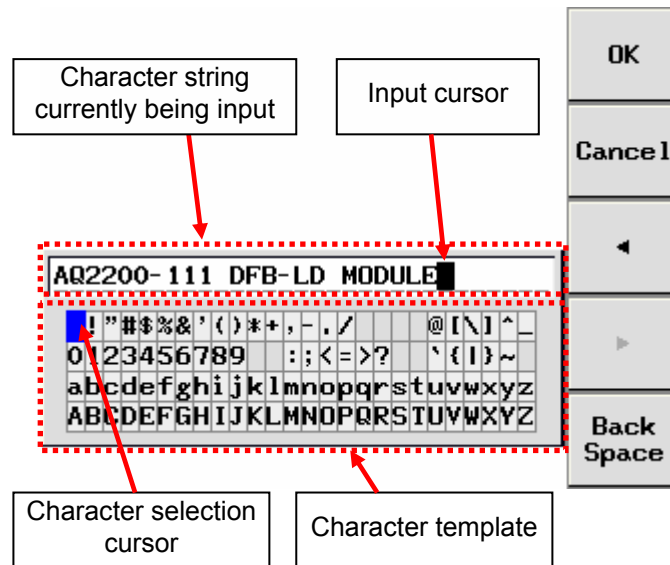 OK
Character string
currently being input
Input cursor
Cancel
◄
AQ2200-111 DFB-LD MODULE
!"#$%&'()*+,-./ @[\]^_
0123456789 :;<=>? `{|}~
abcdefghijklmnopqrstuvwxyz
ABCDEFGHIJKLMNOPQRSTUVWXYZ
►
Back
Space
Character selection
cursor
Character template